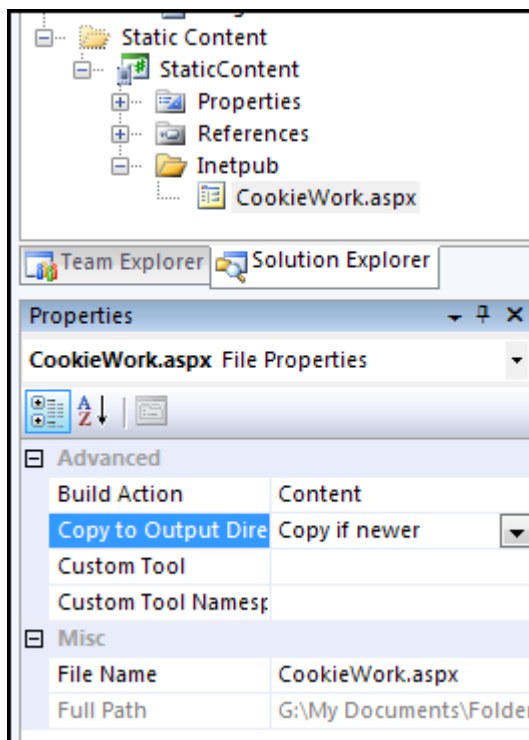 Static Content
StaticContent
Properties
References
Inetpub
CookieWork.aspx
Team Explorer Solution Explorer
Properties
CookieWork.aspx File Properties
A
Z
Advanced
Build Action Content
Copy to Output Dire Copy if newer
Custom Tool
Custom Tool Namesp
Misc
File Name CookieWork.aspx
Full Path G:\My Documents\Folder